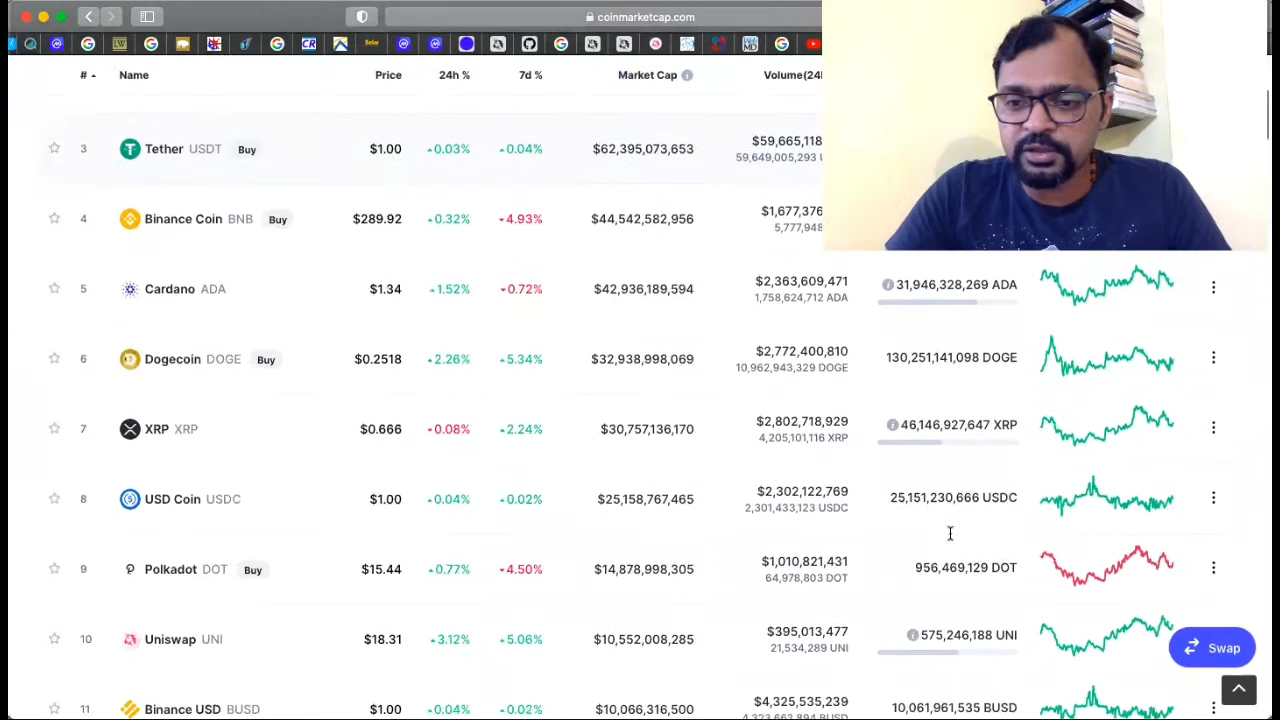 coinmarketcap.com
LW CR Solar Web MD
# Name Price 24h % 7d % Market Cap Volume(24h
3 Tether USDT Buy $1.00 0.03% 0.04% $62,395,073,653 $59,665,118
59,649,005,293
4 Binance Coin BNB Buy $289.92 0.32% 4.93% $44,542,582,956 $1,677,376
5,777,948
5 Cardano ADA $1.34 1.52% 0.72% $42,936,189,594 $2,363,609,471 31,946,328,269 ADA
1,758,624,712 ADA
6 Dogecoin DOGE Buy $0.2518 2.26% 5.34% $32,938,998,069 $2,772,400,810 130,251,141,098 DOGE
10,962,943,329 DOGE
7 XRP XRP $0.666 0.08% 2.24% $30,757,136,170 $2,802,718,929 46,146,927,647 XRP
4,205,101,116 XRP
8 USD Coin USDC $1.00 0.04% 0.02% $25,158,767,465 $2,302,122,769 25,151,230,666 USDC
2,301,433,123 USDC
9 Polkadot DOT Buy $15.44 0.77% 4.50% $14,878,998,305 $1,010,821,431 956,469,129 DOT
64,978,803 DOT
10 Uniswap UNI $18.31 3.12% 5.06% $10,552,008,285 $395,013,477 575,246,188 UNI
21,534,289 UNI
Swap
11 Binance USD BUSD $1.00 0.04% 0.02% $10,066,316,500 $4,325,535,239 10,061,961,535 BUSD
4,323,663,894 BUSD